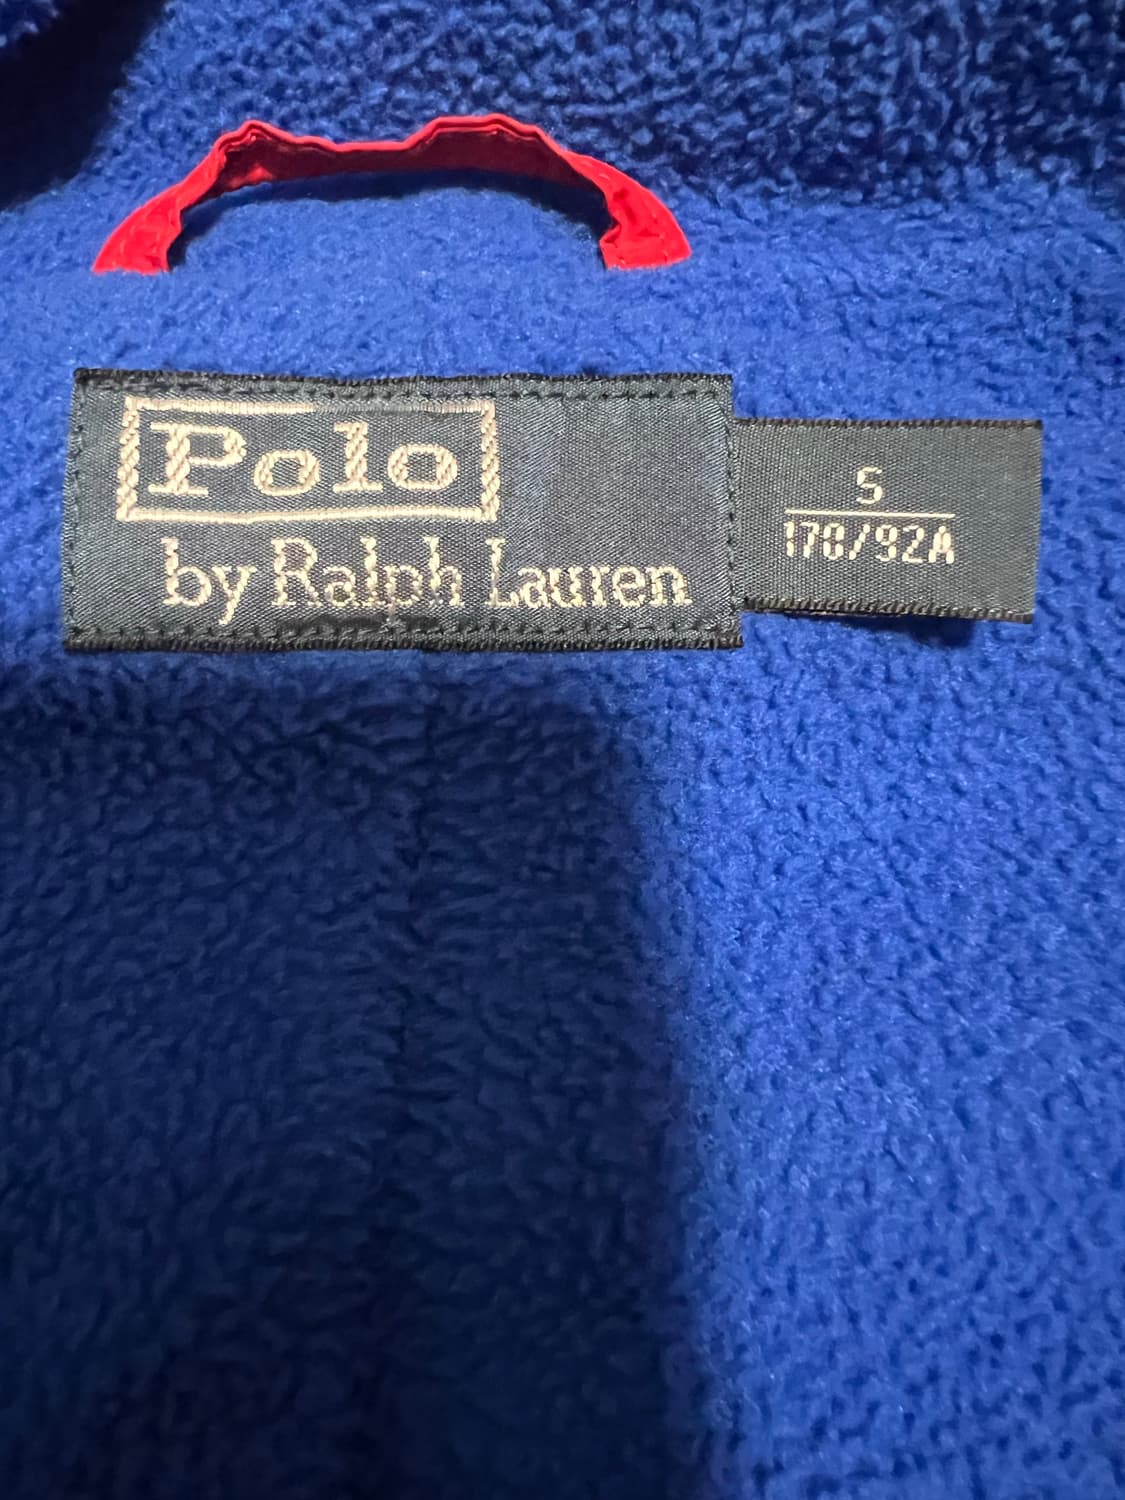 Polo
by Ralph Lauren
S
170/92A